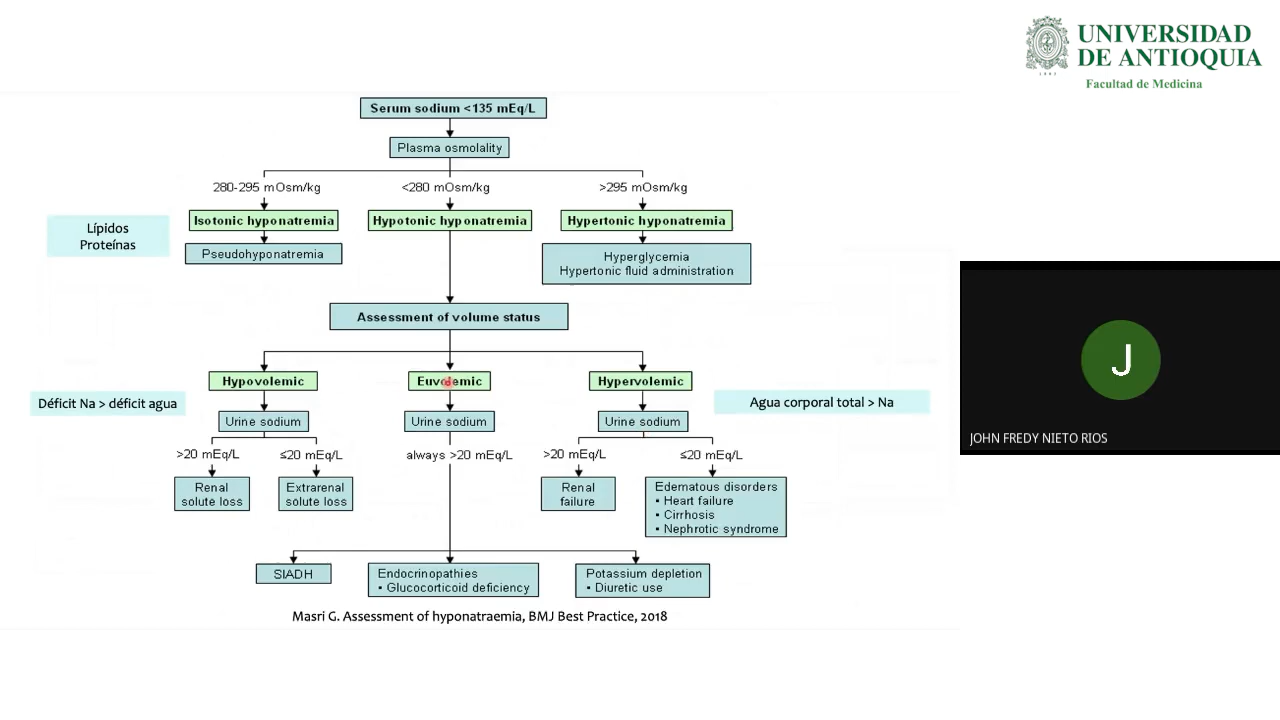 UNIVERSIDAD
DE ANTIOQUIA
1803
Facultad de Medicina
Serum sodium <135 mEq/L
Plasma osmolality
280-295 mOsm/kg
<280 mOsm/kg
>295 mOsm/kg
Lípidos
Proteínas
Isotonic hyponatremia
Hypotonic hyponatremia
Hypertonic hyponatremia
Pseudohyponatremia
Hyperglycemia
Hypertonic fluid administration
Assessment of volume status
Hypovolemic
Euvolemic
Hypervolemic
Déficit Na > déficit agua
Agua corporal total > Na
Urine sodium
Urine sodium
Urine sodium
>20 mEq/L
≤20 mEq/L
always >20 mEq/L
>20 mEq/L
≤20 mEq/L
Renal
solute loss
Extrarenal
solute loss
Renal
failure
Edematous disorders
• Heart failure
• Cirrhosis
• Nephrotic syndrome
SIADH
Endocrinopathies
• Glucocorticoid deficiency
Potassium depletion
• Diuretic use
Masri G. Assessment of hyponatraemia, BMJ Best Practice, 2018
J
JOHN FREDY NIETO RIOS